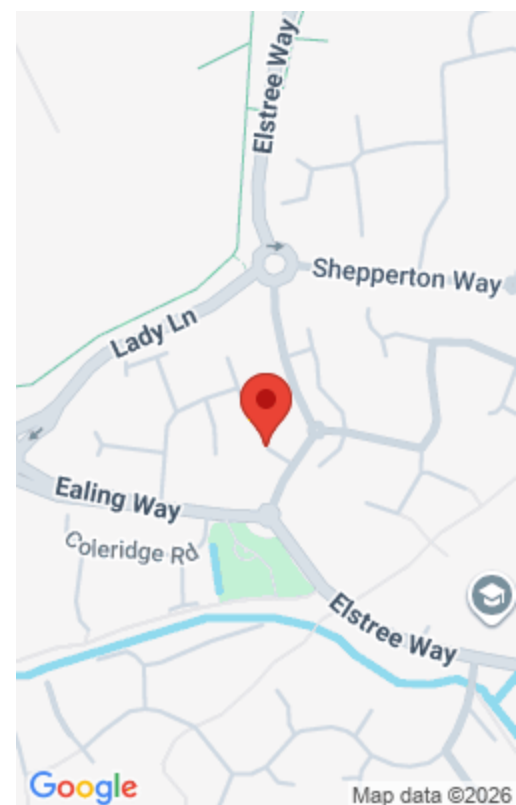 Elstree Way
Shepperton Way
Lady Ln
Ealing Way
Coleridge Rd
Elstree Way
Google
Map data ©2026